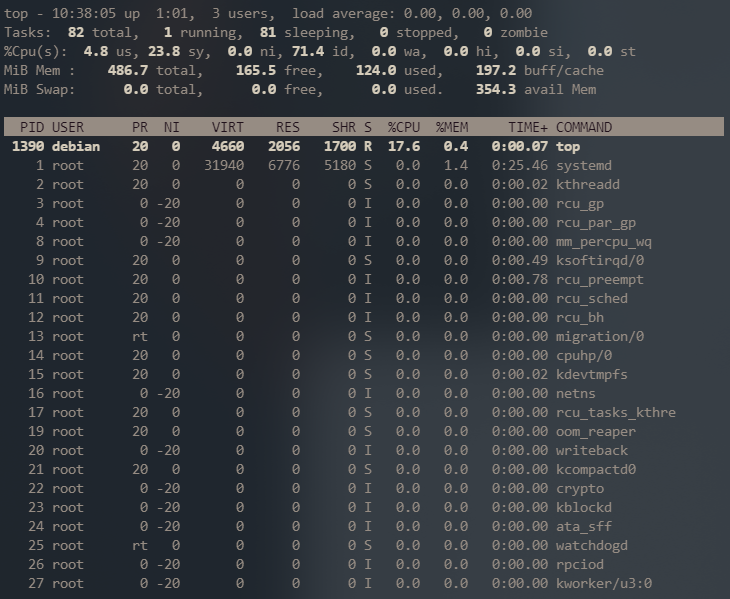 top - 10:38:05 up  1:01,  3 users,  load average: 0.00, 0.00, 0.00
Tasks:  82 total,   1 running,  81 sleeping,   0 stopped,   0 zombie
%Cpu(s):  4.8 us, 23.8 sy,  0.0 ni, 71.4 id,  0.0 wa,  0.0 hi,  0.0 si,  0.0 st
MiB Mem :    486.7 total,    165.5 free,    124.0 used,    197.2 buff/cache
MiB Swap:      0.0 total,      0.0 free,      0.0 used.    354.3 avail Mem
  PID USER      PR  NI    VIRT    RES    SHR S  %CPU  %MEM     TIME+ COMMAND
 1390 debian    20   0    4660   2056   1700 R  17.6   0.4   0:00.07 top
    1 root      20   0   31940   6776   5180 S   0.0   1.4   0:25.46 systemd
    2 root      20   0       0      0      0 S   0.0   0.0   0:00.02 kthreadd
    3 root       0 -20       0      0      0 I   0.0   0.0   0:00.00 rcu_gp
    4 root       0 -20       0      0      0 I   0.0   0.0   0:00.00 rcu_par_gp
    8 root       0 -20       0      0      0 I   0.0   0.0   0:00.00 mm_percpu_wq
    9 root      20   0       0      0      0 S   0.0   0.0   0:00.49 ksoftirqd/0
   10 root      20   0       0      0      0 I   0.0   0.0   0:00.78 rcu_preempt
   11 root      20   0       0      0      0 I   0.0   0.0   0:00.00 rcu_sched
   12 root      20   0       0      0      0 I   0.0   0.0   0:00.00 rcu_bh
   13 root      rt   0       0      0      0 S   0.0   0.0   0:00.00 migration/0
   14 root      20   0       0      0      0 S   0.0   0.0   0:00.00 cpuhp/0
   15 root      20   0       0      0      0 S   0.0   0.0   0:00.02 kdevtmpfs
   16 root       0 -20       0      0      0 I   0.0   0.0   0:00.00 netns
   17 root      20   0       0      0      0 S   0.0   0.0   0:00.00 rcu_tasks_kthre
   19 root      20   0       0      0      0 S   0.0   0.0   0:00.00 oom_reaper
   20 root       0 -20       0      0      0 I   0.0   0.0   0:00.00 writeback
   21 root      20   0       0      0      0 S   0.0   0.0   0:00.00 kcompactd0
   22 root       0 -20       0      0      0 I   0.0   0.0   0:00.00 crypto
   23 root       0 -20       0      0      0 I   0.0   0.0   0:00.00 kblockd
   24 root       0 -20       0      0      0 I   0.0   0.0   0:00.00 ata_sff
   25 root      rt   0       0      0      0 S   0.0   0.0   0:00.00 watchdogd
   26 root       0 -20       0      0      0 I   0.0   0.0   0:00.00 rpciod
   27 root       0 -20       0      0      0 I   0.0   0.0   0:00.00 kworker/u3:0